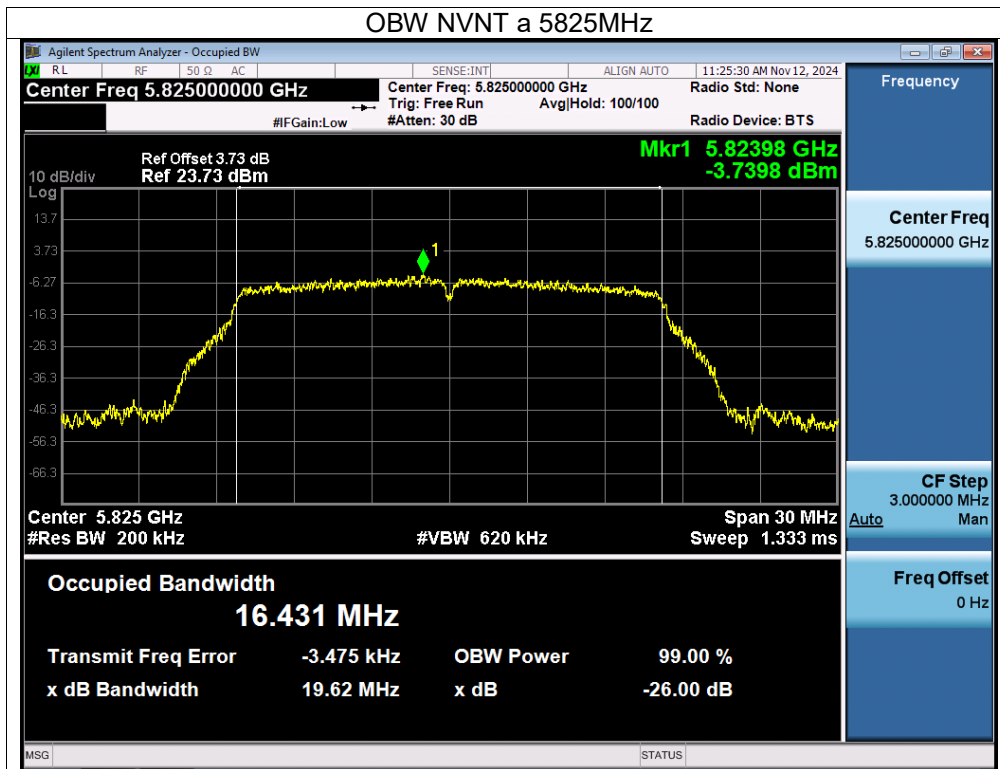 OBW NVNT a 5825MHz
Agilent Spectrum Analyzer - Occupied BW
LXI RL RF 50 Ω AC SENSE:INT ALIGN AUTO 11:25:30 AM Nov 12, 2024
Center Freq 5.825000000 GHz
Center Freq: 5.825000000 GHz
Radio Std: None
Trig: Free Run Avg|Hold: 100/100
#IFGain:Low #Atten: 30 dB Radio Device: BTS
Frequency
Mkr1 5.82398 GHz
-3.7398 dBm
Ref Offset 3.73 dB
10 dB/div Ref 23.73 dBm
Log
13.7
3.73
-6.27
-16.3
-26.3
-36.3
-46.3
-56.3
-66.3
1
Center 5.825 GHz Span 30 MHz
#Res BW 200 kHz #VBW 620 kHz Sweep 1.333 ms
Center Freq
5.825000000 GHz
CF Step
3.000000 MHz
Auto Man
Freq Offset
0 Hz
Occupied Bandwidth
16.431 MHz
Transmit Freq Error -3.475 kHz OBW Power 99.00 %
x dB Bandwidth 19.62 MHz x dB -26.00 dB
MSG STATUS